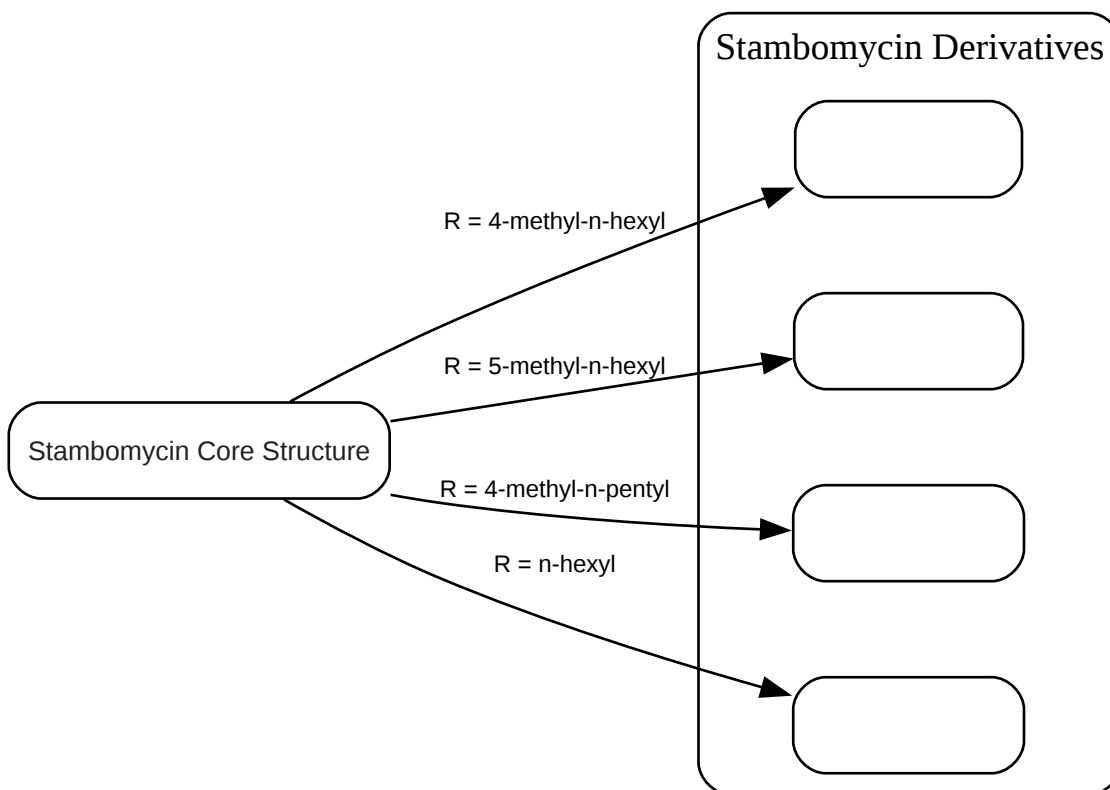 Stambomycin Derivatives
R = 4-methyl-n-hexyl
R = 5-methyl-n-hexyl
Stambomycin Core Structure
R = 4-methyl-n-pentyl
R = n-hexyl